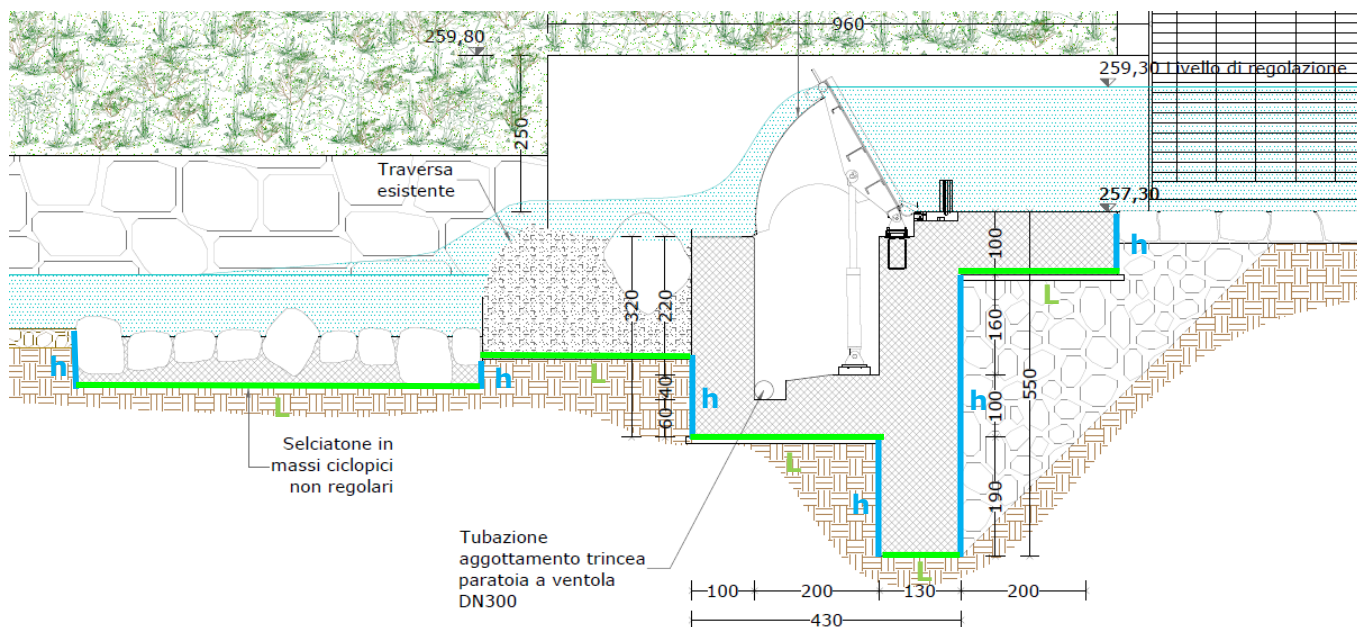 960
259,80
259,30 Livello di regolazione
250
Traversa
esistente
257,30
h
100
L
320
220
160
550
h
h
L
h
h
40
100
L
60
L
Selciatone in
massi ciclopici
non regolari
h
190
Tubazione
aggottamento trincea
paratoia a ventola
DN300
L
100
200
130
200
430